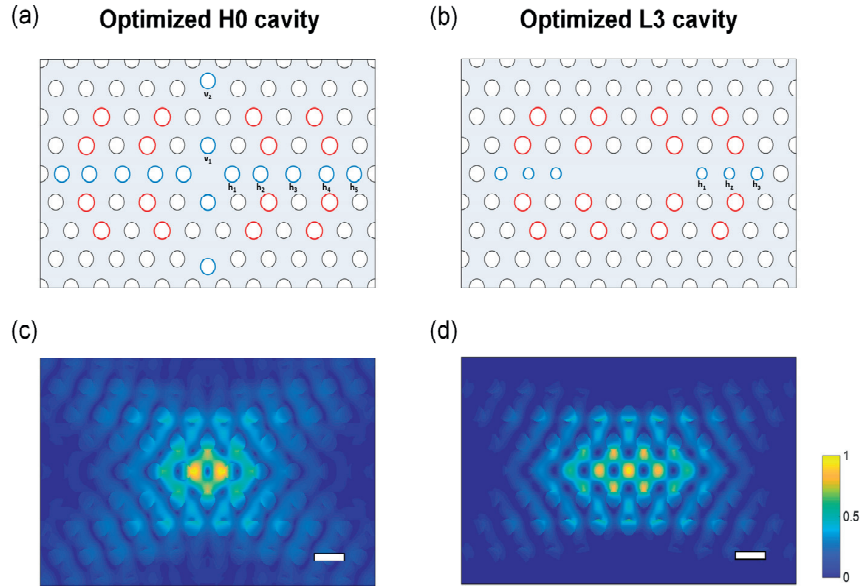 (a) Optimized H0 cavity
(b) Optimized L3 cavity
v₂
v₁
h₁ h₂ h₃ h₄ h₅
h₁ h₂ h₃
(c)
(d)
1
0.5
0